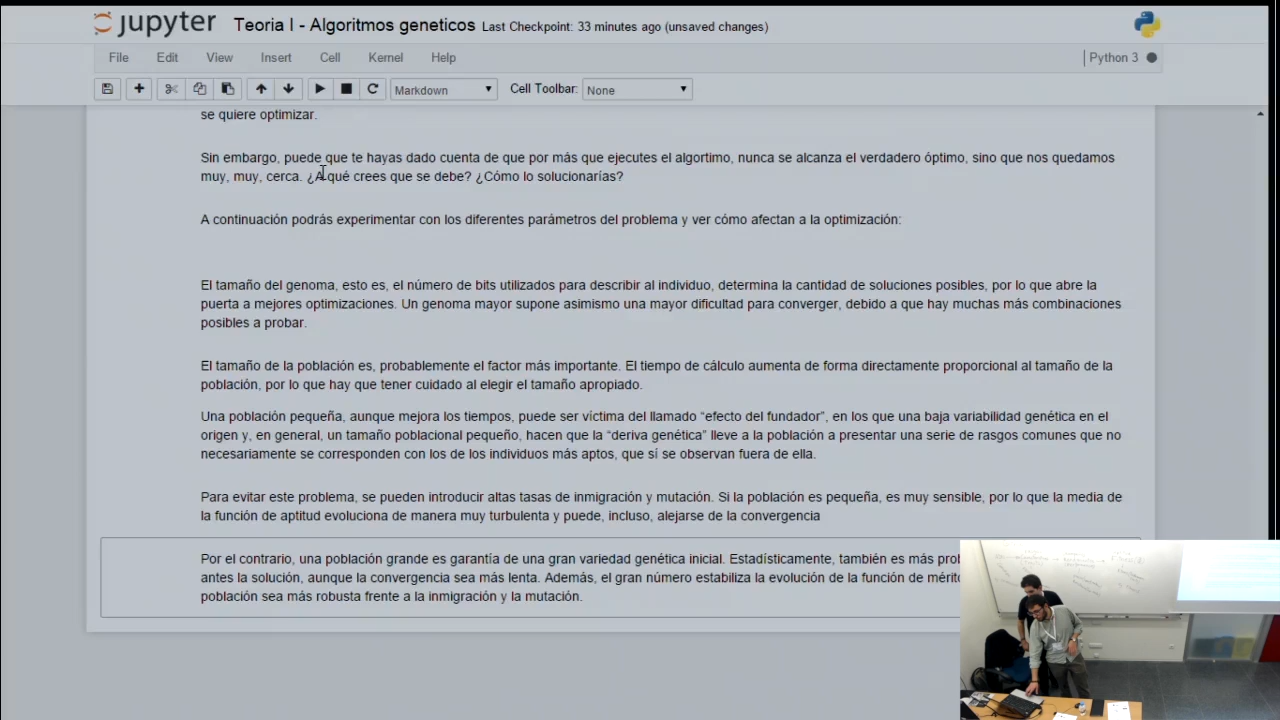 jupyter Teoria I - Algoritmos geneticos Last Checkpoint: 33 minutes ago (unsaved changes)
File Edit View Insert Cell Kernel Help Python 3
Markdown Cell Toolbar: None
se quiere optimizar.
Sin embargo, puede que te hayas dado cuenta de que por más que ejecutes el algortimo, nunca se alcanza el verdadero óptimo, sino que nos quedamos
muy, muy, cerca. ¿A qué crees que se debe? ¿Cómo lo solucionarías?
A continuación podrás experimentar con los diferentes parámetros del problema y ver cómo afectan a la optimización:
El tamaño del genoma, esto es, el número de bits utilizados para describir al individuo, determina la cantidad de soluciones posibles, por lo que abre la
puerta a mejores optimizaciones. Un genoma mayor supone asimismo una mayor dificultad para converger, debido a que hay muchas más combinaciones
posibles a probar.
El tamaño de la población es, probablemente el factor más importante. El tiempo de cálculo aumenta de forma directamente proporcional al tamaño de la
población, por lo que hay que tener cuidado al elegir el tamaño apropiado.
Una población pequeña, aunque mejora los tiempos, puede ser víctima del llamado “efecto del fundador”, en los que una baja variabilidad genética en el
origen y, en general, un tamaño poblacional pequeño, hacen que la “deriva genética” lleve a la población a presentar una serie de rasgos comunes que no
necesariamente se corresponden con los de los individuos más aptos, que sí se observan fuera de ella.
Para evitar este problema, se pueden introducir altas tasas de inmigración y mutación. Si la población es pequeña, es muy sensible, por lo que la media de
la función de aptitud evoluciona de manera muy turbulenta y puede, incluso, alejarse de la convergencia
Por el contrario, una población grande es garantía de una gran variedad genética inicial. Estadísticamente, también es más
antes la solución, aunque la convergencia sea más lenta. Además, el gran número estabiliza la evolución de la función de mérito
población sea más robusta frente a la inmigración y la mutación.